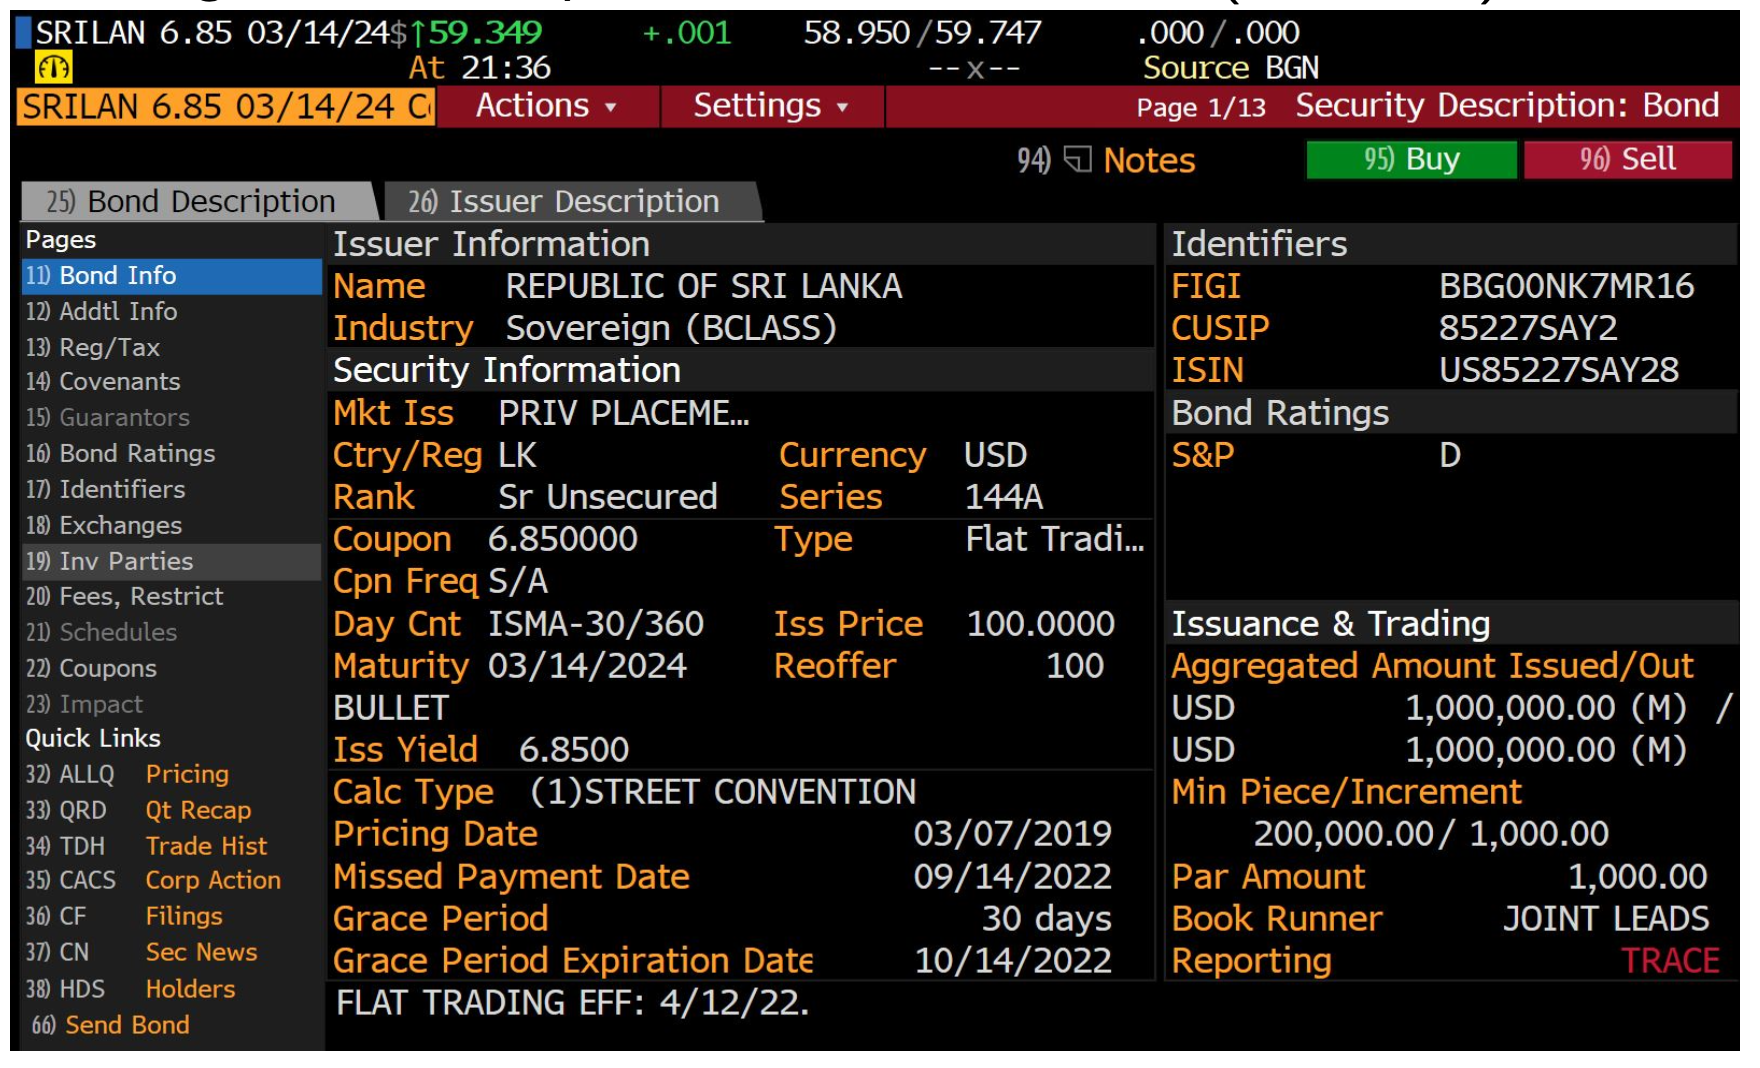 SRILAN 6.85 03/14/24$↑59.349 +.001 58.950/59.747 .000/.000
At 21:36 --x-- Source BGN
SRILAN 6.85 03/14/24 Actions Settings Page 1/13 Security Description: Bond
94) Notes 95) Buy 96) Sell
25) Bond Description 26) Issuer Description
Pages
11) Bond Info
12) Addtl Info
13) Reg/Tax
14) Covenants
15) Guarantors
16) Bond Ratings
17) Identifiers
18) Exchanges
19) Inv Parties
20) Fees, Restrict
21) Schedules
22) Coupons
23) Impact
Quick Links
32) ALLQ Pricing
33) QRD Qt Recap
34) TDH Trade Hist
35) CACS Corp Action
36) CF Filings
37) CN Sec News
38) HDS Holders
66) Send Bond
Issuer Information
Name REPUBLIC OF SRI LANKA
Industry Sovereign (BCLASS)
Security Information
Mkt Iss PRIV PLACEME...
Ctry/Reg LK Currency USD
Rank Sr Unsecured Series 144A
Coupon 6.850000 Type Flat Tradi...
Cpn Freq S/A
Day Cnt ISMA-30/360 Iss Price 100.0000
Maturity 03/14/2024 Reoffer 100
BULLET
Iss Yield 6.8500
Calc Type (1)STREET CONVENTION
Pricing Date 03/07/2019
Missed Payment Date 09/14/2022
Grace Period 30 days
Grace Period Expiration Date 10/14/2022
FLAT TRADING EFF: 4/12/22.
Identifiers
FIGI BBG00NK7MR16
CUSIP 85227SAY2
ISIN US85227SAY28
Bond Ratings
S&P D
Issuance & Trading
Aggregated Amount Issued/Out
USD 1,000,000.00 (M) /
USD 1,000,000.00 (M)
Min Piece/Increment
200,000.00/ 1,000.00
Par Amount 1,000.00
Book Runner JOINT LEADS
Reporting TRACE